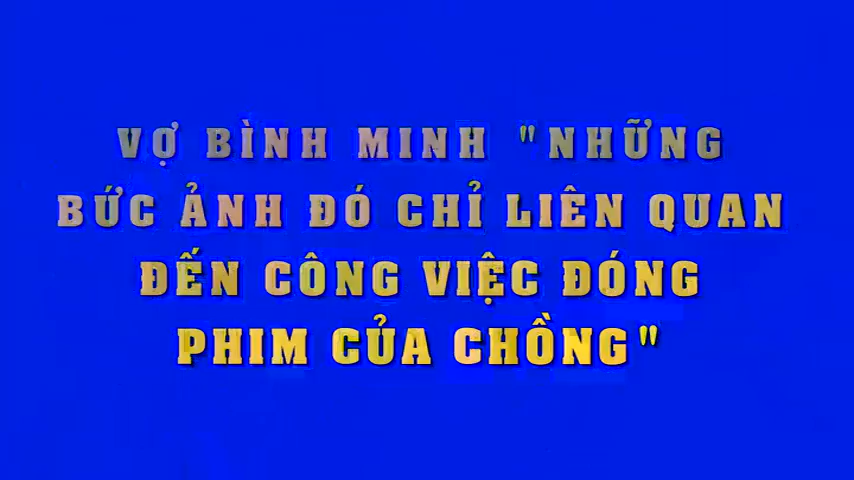 VỢ BÌNH MINH "NHỮNG
BỨC ẢNH ĐÓ CHỈ LIÊN QUAN
ĐẾN CÔNG VIỆC ĐÓNG
PHIM CỦA CHỒNG"